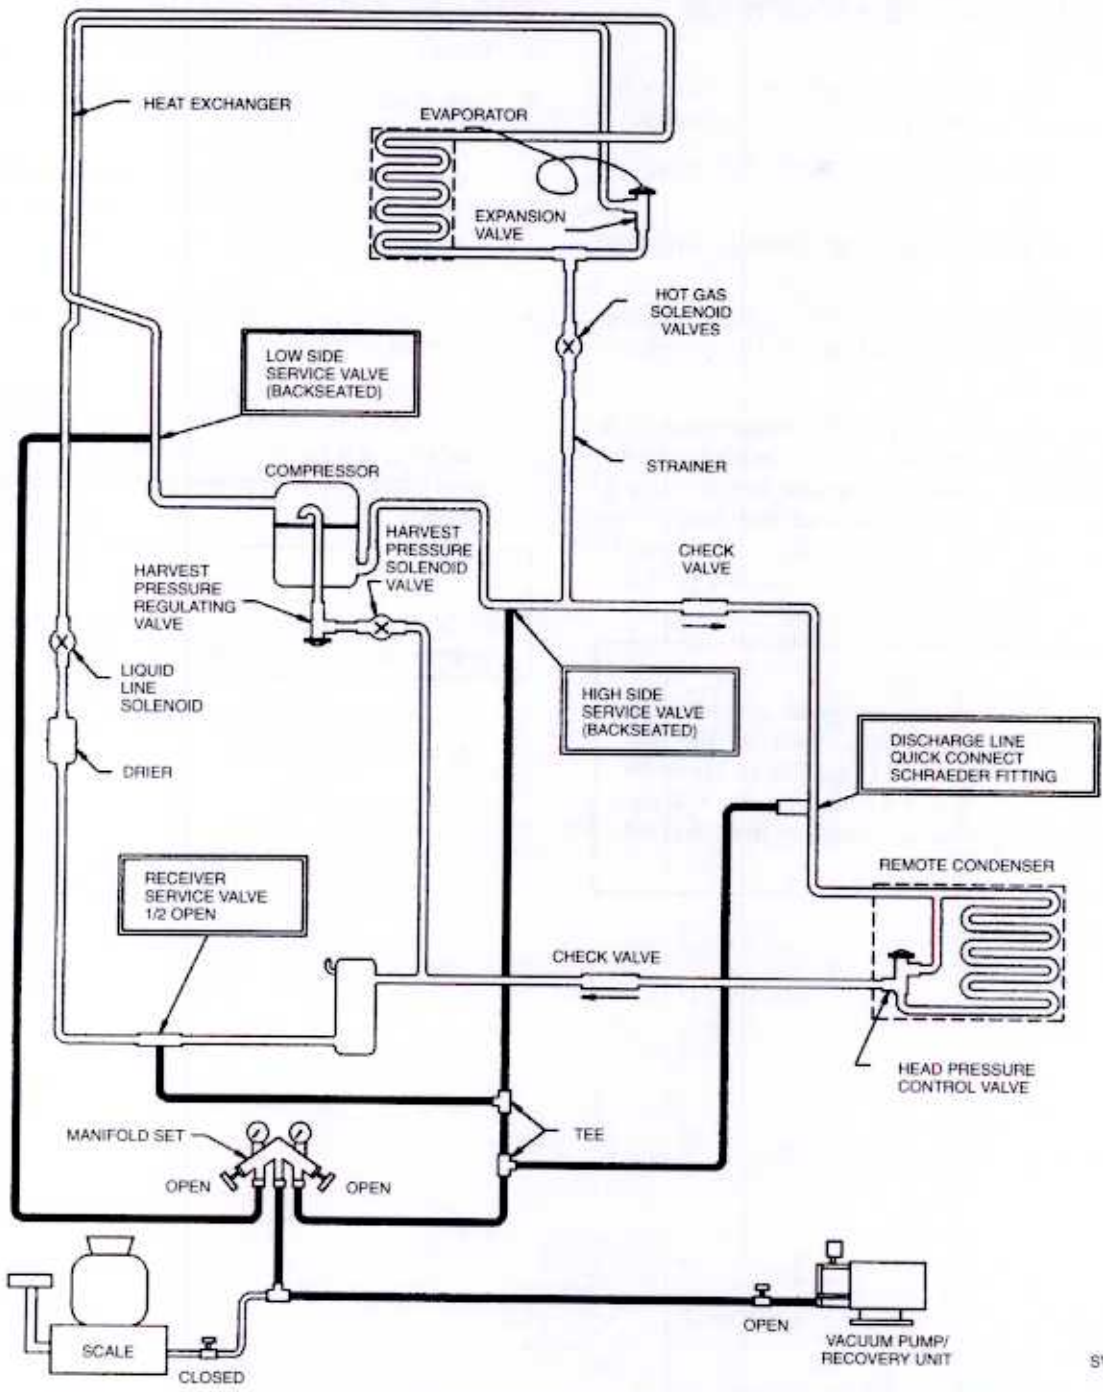 HEAT EXCHANGER
EVAPORATOR
EXPANSION
VALVE
HOT GAS
SOLENOID
VALVES
LOW SIDE
SERVICE VALVE
(BACKSEATED)
STRAINER
COMPRESSOR
HARVEST
PRESSURE
SOLENOID
VALVE
CHECK
VALVE
HARVEST
PRESSURE
REGULATING
VALVE
LIQUID
LINE
SOLENOID
HIGH SIDE
SERVICE VALVE
(BACKSEATED)
DISCHARGE LINE
QUICK CONNECT
SCHRAEDER FITTING
DRIER
RECEIVER
SERVICE VALVE
1/2 OPEN
REMOTE CONDENSER
CHECK VALVE
HEAD PRESSURE
CONTROL VALVE
MANIFOLD SET
TEE
OPEN
OPEN
SCALE
CLOSED
OPEN
VACUUM PUMP/
RECOVERY UNIT